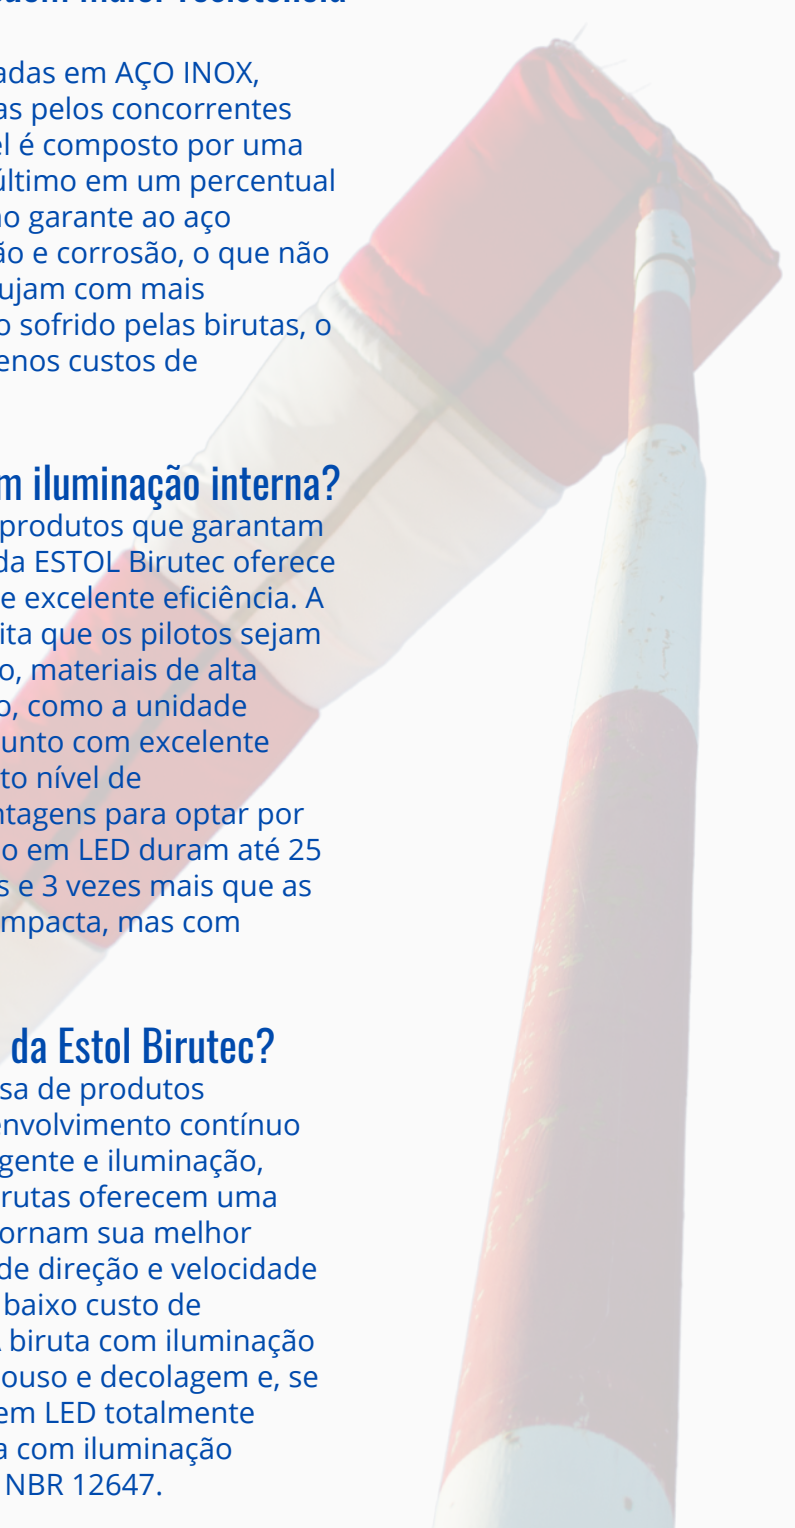 adas em AÇO INOX,
as pelos concorrentes
el é composto por uma
último em um percentual
no garante ao aço
ão e corrosão, o que não
ujam com mais
o sofrido pelas birutas, o
enos custos de
m iluminação interna?
produtos que garantam
da ESTOL Birutec oferece
e excelente eficiência. A
ita que os pilotos sejam
o, materiais de alta
o, como a unidade
unto com excelente
to nível de
ntagens para optar por
o em LED duram até 25
s e 3 vezes mais que as
mpacta, mas com
da Estol Birutec?
sa de produtos
envolvimento contínuo
gente e iluminação,
rutas oferecem uma
ornam sua melhor
de direção e velocidade
baixo custo de
A biruta com iluminação
ouso e decolagem e, se
em LED totalmente
a com iluminação
NBR 12647.